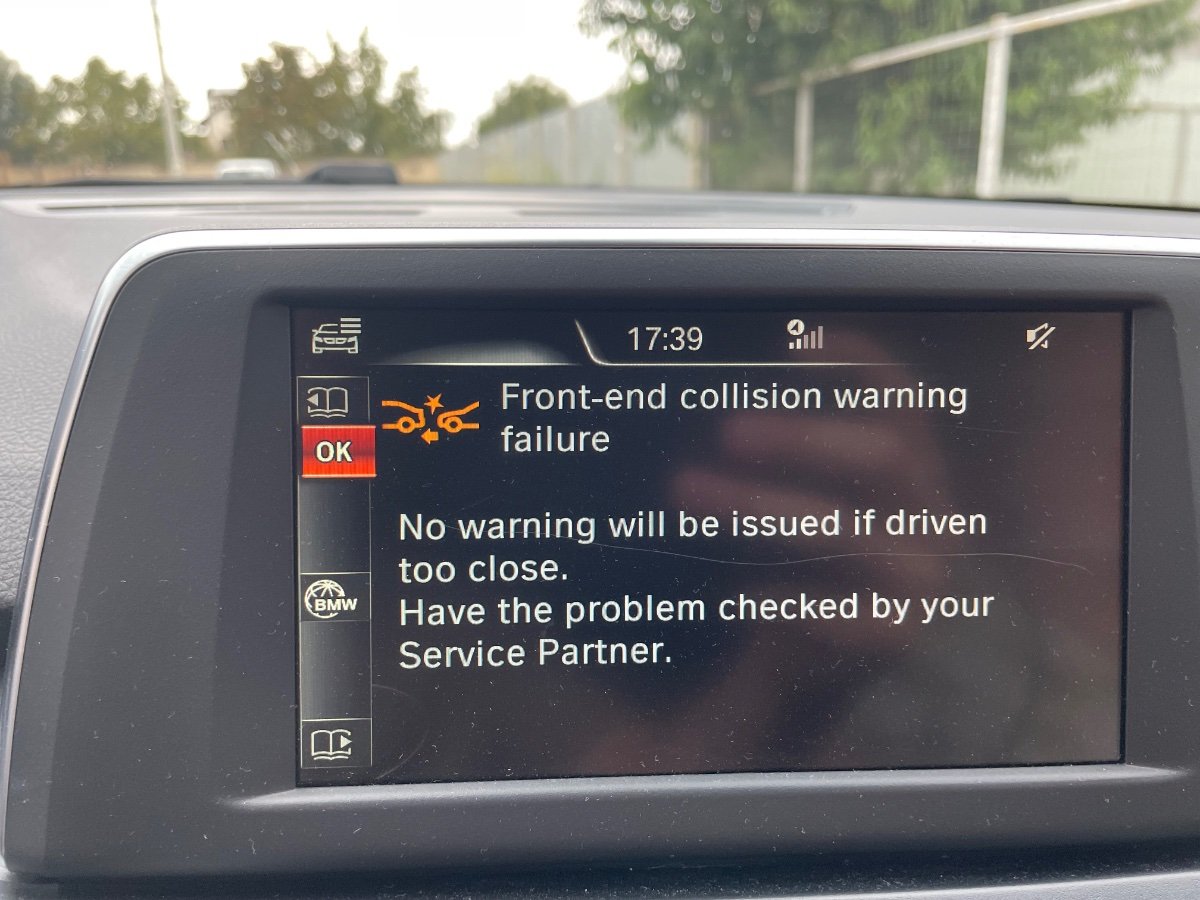 17:39
Front-end collision warning
failure
OK
No warning will be issued if driven
too close.
BMW
Have the problem checked by your
Service Partner.